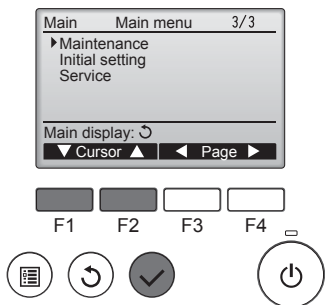 Main Main menu 3/3
Maintenance
Initial setting
Service
Main display:
Cursor Page
F1 F2 F3 F4